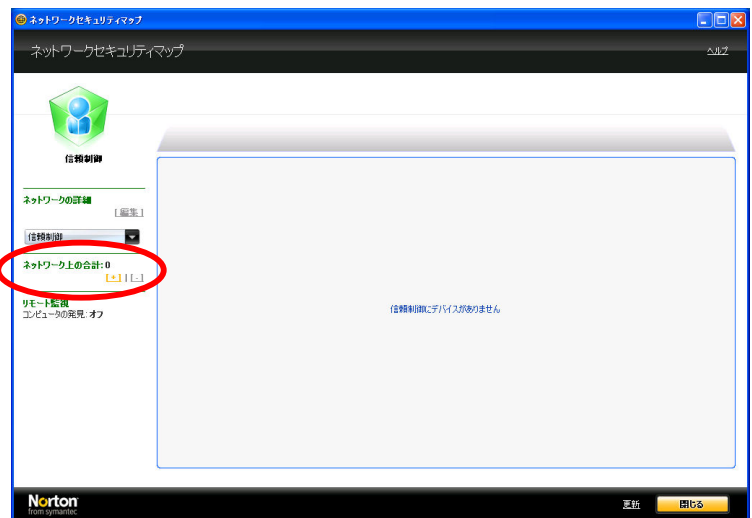 ネットワークセキュリティマップ
ネットワークセキュリティマップ
ヘルプ
信頼制御
ネットワークの詳細
[編集]
信頼制御
ネットワーク上の合計: 0
[+] | [-]
リモート監視
コンピュータの発見: オフ
信頼制御にデバイスがありません
Norton
from symantec
更新
閉じる